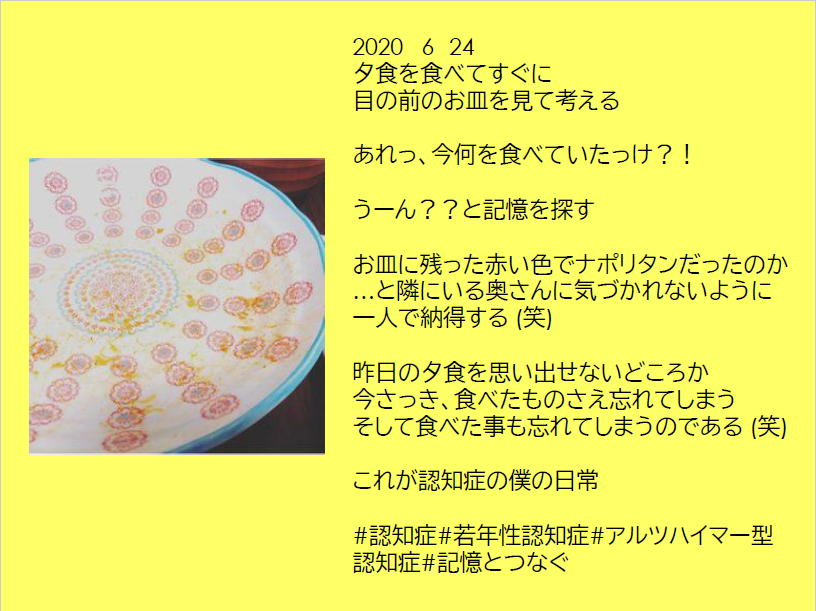 2020 6 24
夕食を食べてすぐに
目の前のお皿を見て考える
あれっ、今何を食べていたっけ？！
うーん？？と記憶を探す
お皿に残った赤い色でナポリタンだったのか
…と隣にいる奥さんに気づかれないように
一人で納得する (笑)
昨日の夕食を思い出せないどころか
今さっき、食べたものさえ忘れてしまう
そして食べた事も忘れてしまうのである (笑)
これが認知症の僕の日常
#認知症#若年性認知症#アルツハイマー型
認知症#記憶とつなぐ